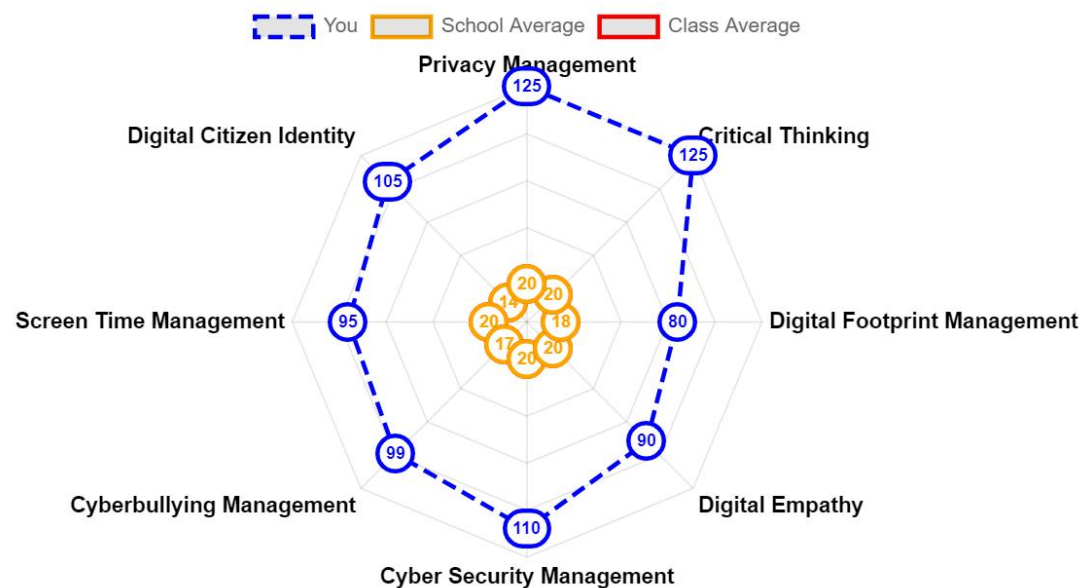 You School Average Class Average
Privacy Management
125
Digital Citizen Identity
Critical Thinking
105
125
20
14
20
Screen Time Management
95
20
18
80
Digital Footprint Management
17
20
20
99
90
Cyberbullying Management
Digital Empathy
110
Cyber Security Management